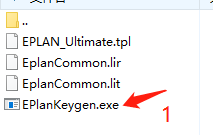 ..
EPLAN_Ultimate.tpl
EplanCommon.lir
EplanCommon.lit
EPlanKeygen.exe
1